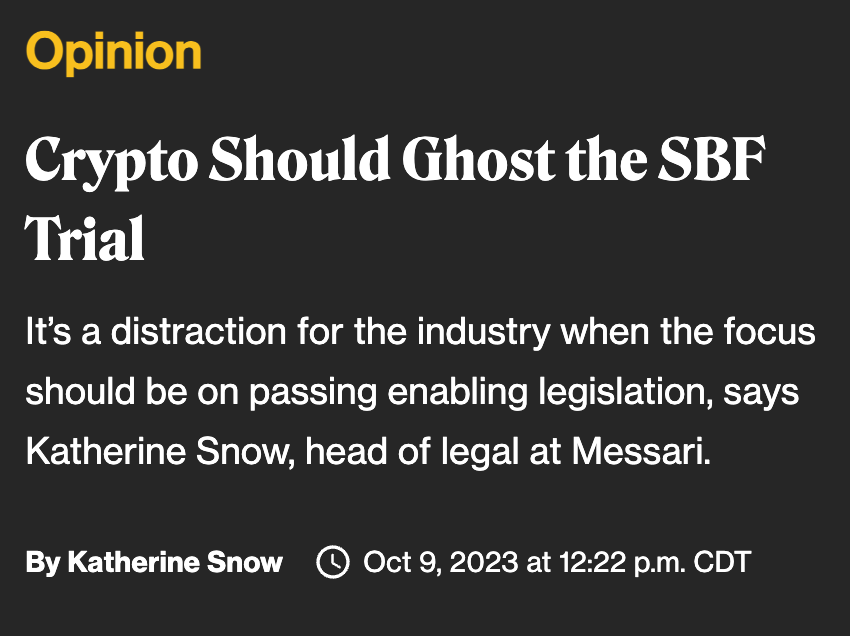 Opinion
Crypto Should Ghost the SBF
Trial
It’s a distraction for the industry when the focus
should be on passing enabling legislation, says
Katherine Snow, head of legal at Messari.
By Katherine Snow Oct 9, 2023 at 12:22 p.m. CDT